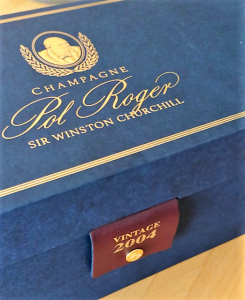 CHAMPAGNE
Pol Roger
SIR WINSTON CHURCHILL
VINTAGE
2004